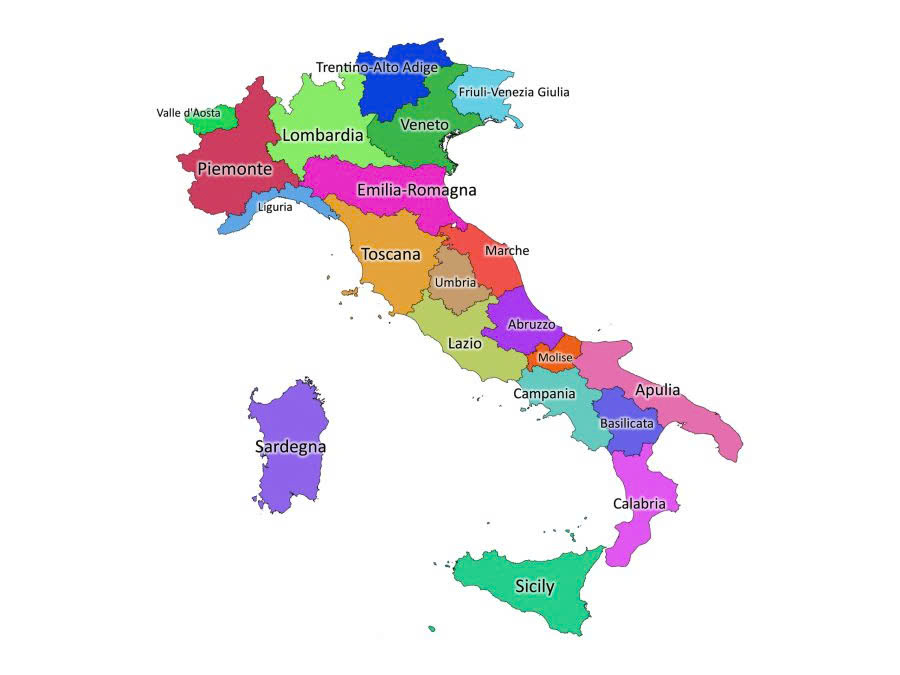 Trentino-Alto Adige
Friuli-Venezia Giulia
Valle d'Aosta
Veneto
Lombardia
Piemonte
Emilia-Romagna
Liguria
Marche
Toscana
Umbria
Abruzzo
Lazio
Molise
Apulia
Campania
Basilicata
Sardegna
Calabria
Sicily